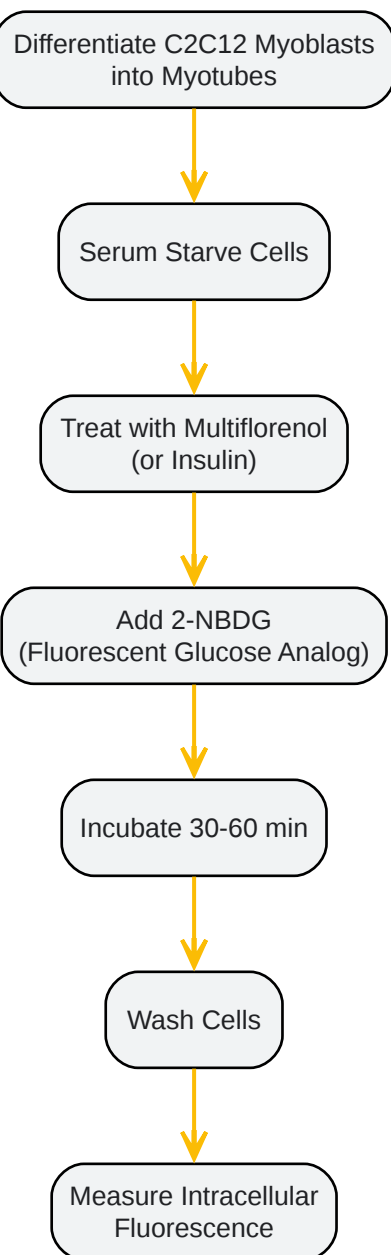 Differentiate C2C12 Myoblasts
into Myotubes
Serum Starve Cells
Treat with Multiflorenol
(or Insulin)
Add 2-NBDG
(Fluorescent Glucose Analog)
Incubate 30-60 min
Wash Cells
Measure Intracellular
Fluorescence